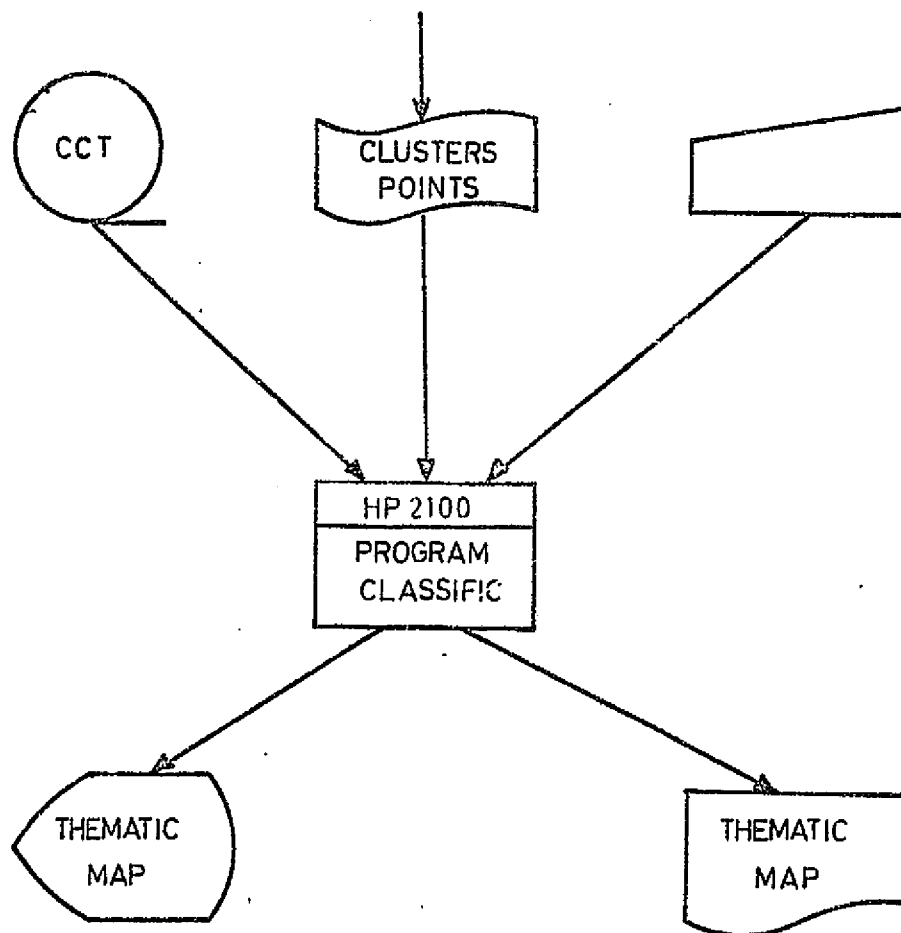 CCT
CLUSTERS
POINTS
HP 2100
PROGRAM
CLASSIFIC
THEMATIC
MAP
THEMATIC
MAP